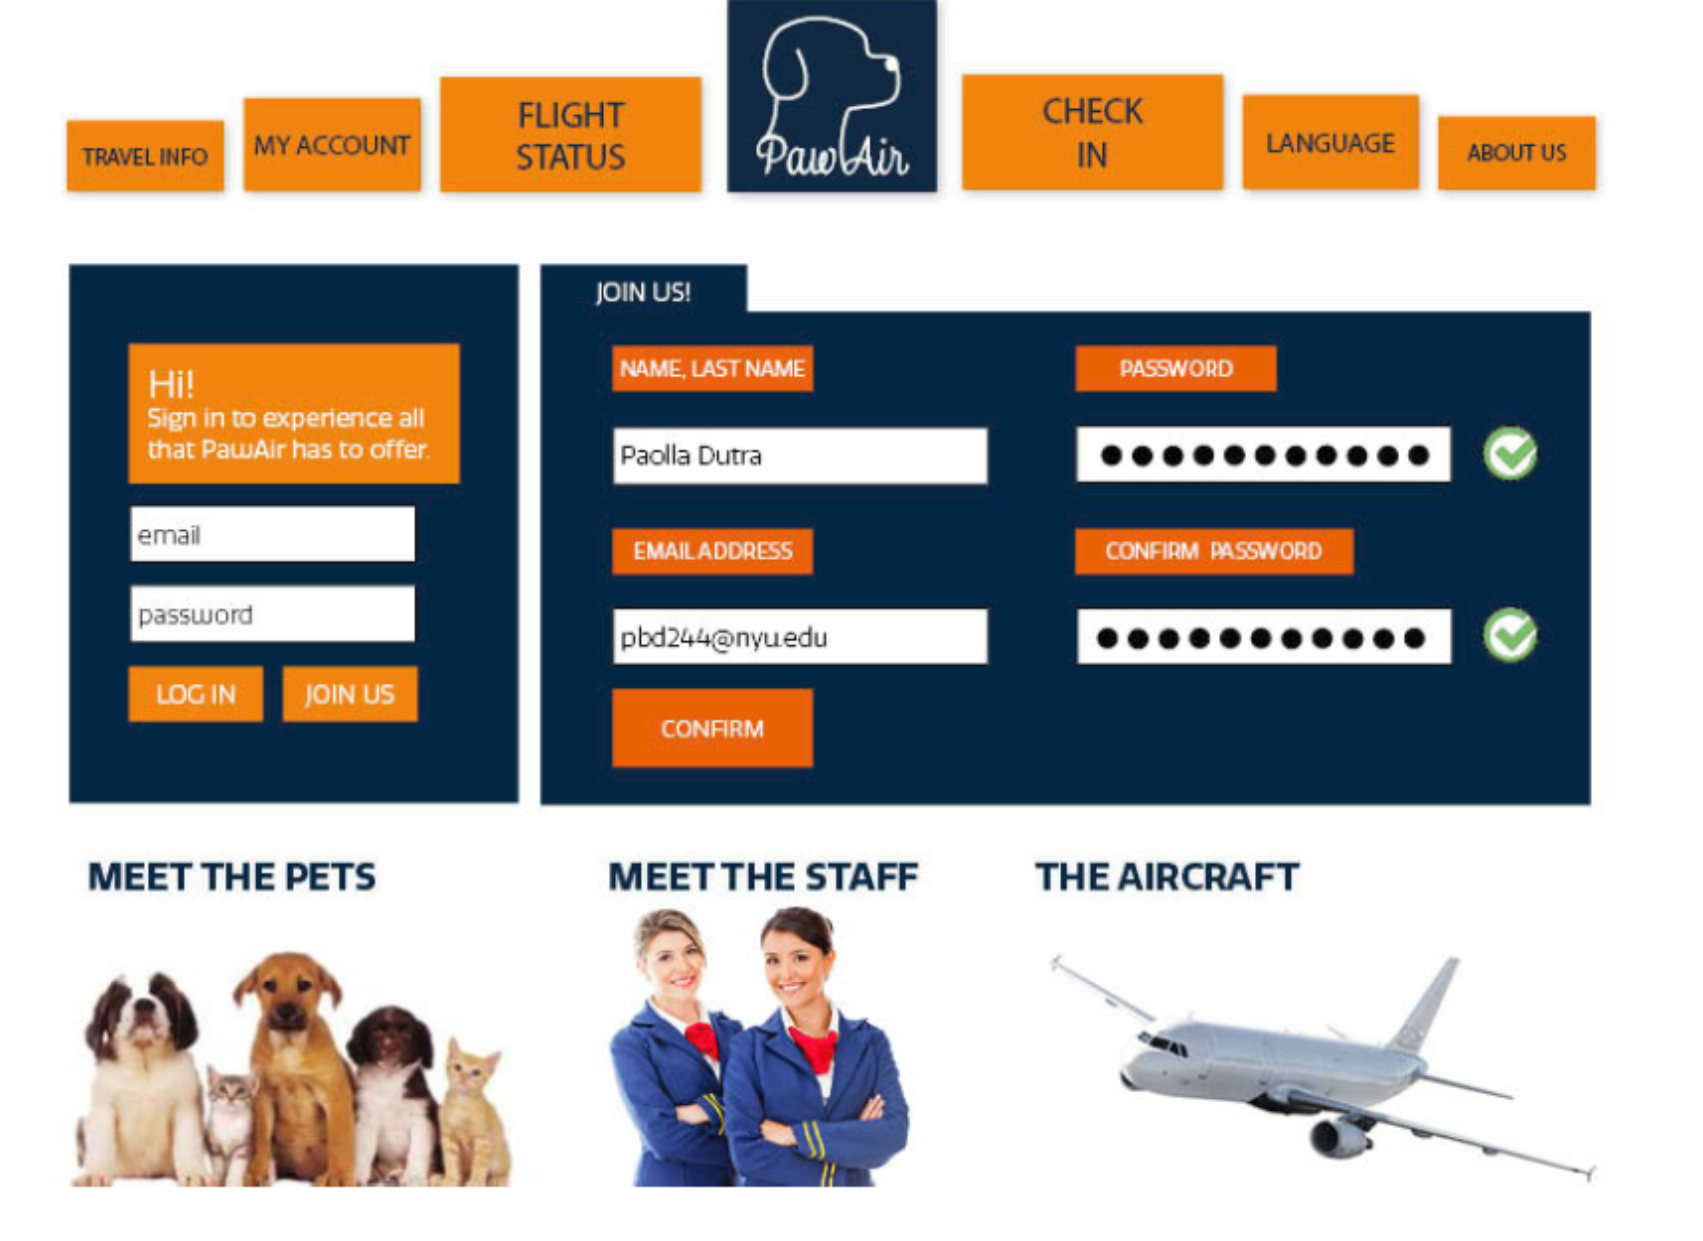 TRAVEL INFO
MY ACCOUNT
FLIGHT
STATUS
PawAir
CHECK
IN
LANGUAGE
ABOUT US
Hi!
Sign in to experience all
that PawAir has to offer.
email
password
LOG IN
JOIN US
JOIN US!
NAME, LAST NAME
PASSWORD
Paolla Dutra
EMAIL ADDRESS
CONFIRM PASSWORD
pbd244@nyu.edu
CONFIRM
MEET THE PETS
MEET THE STAFF
THE AIRCRAFT